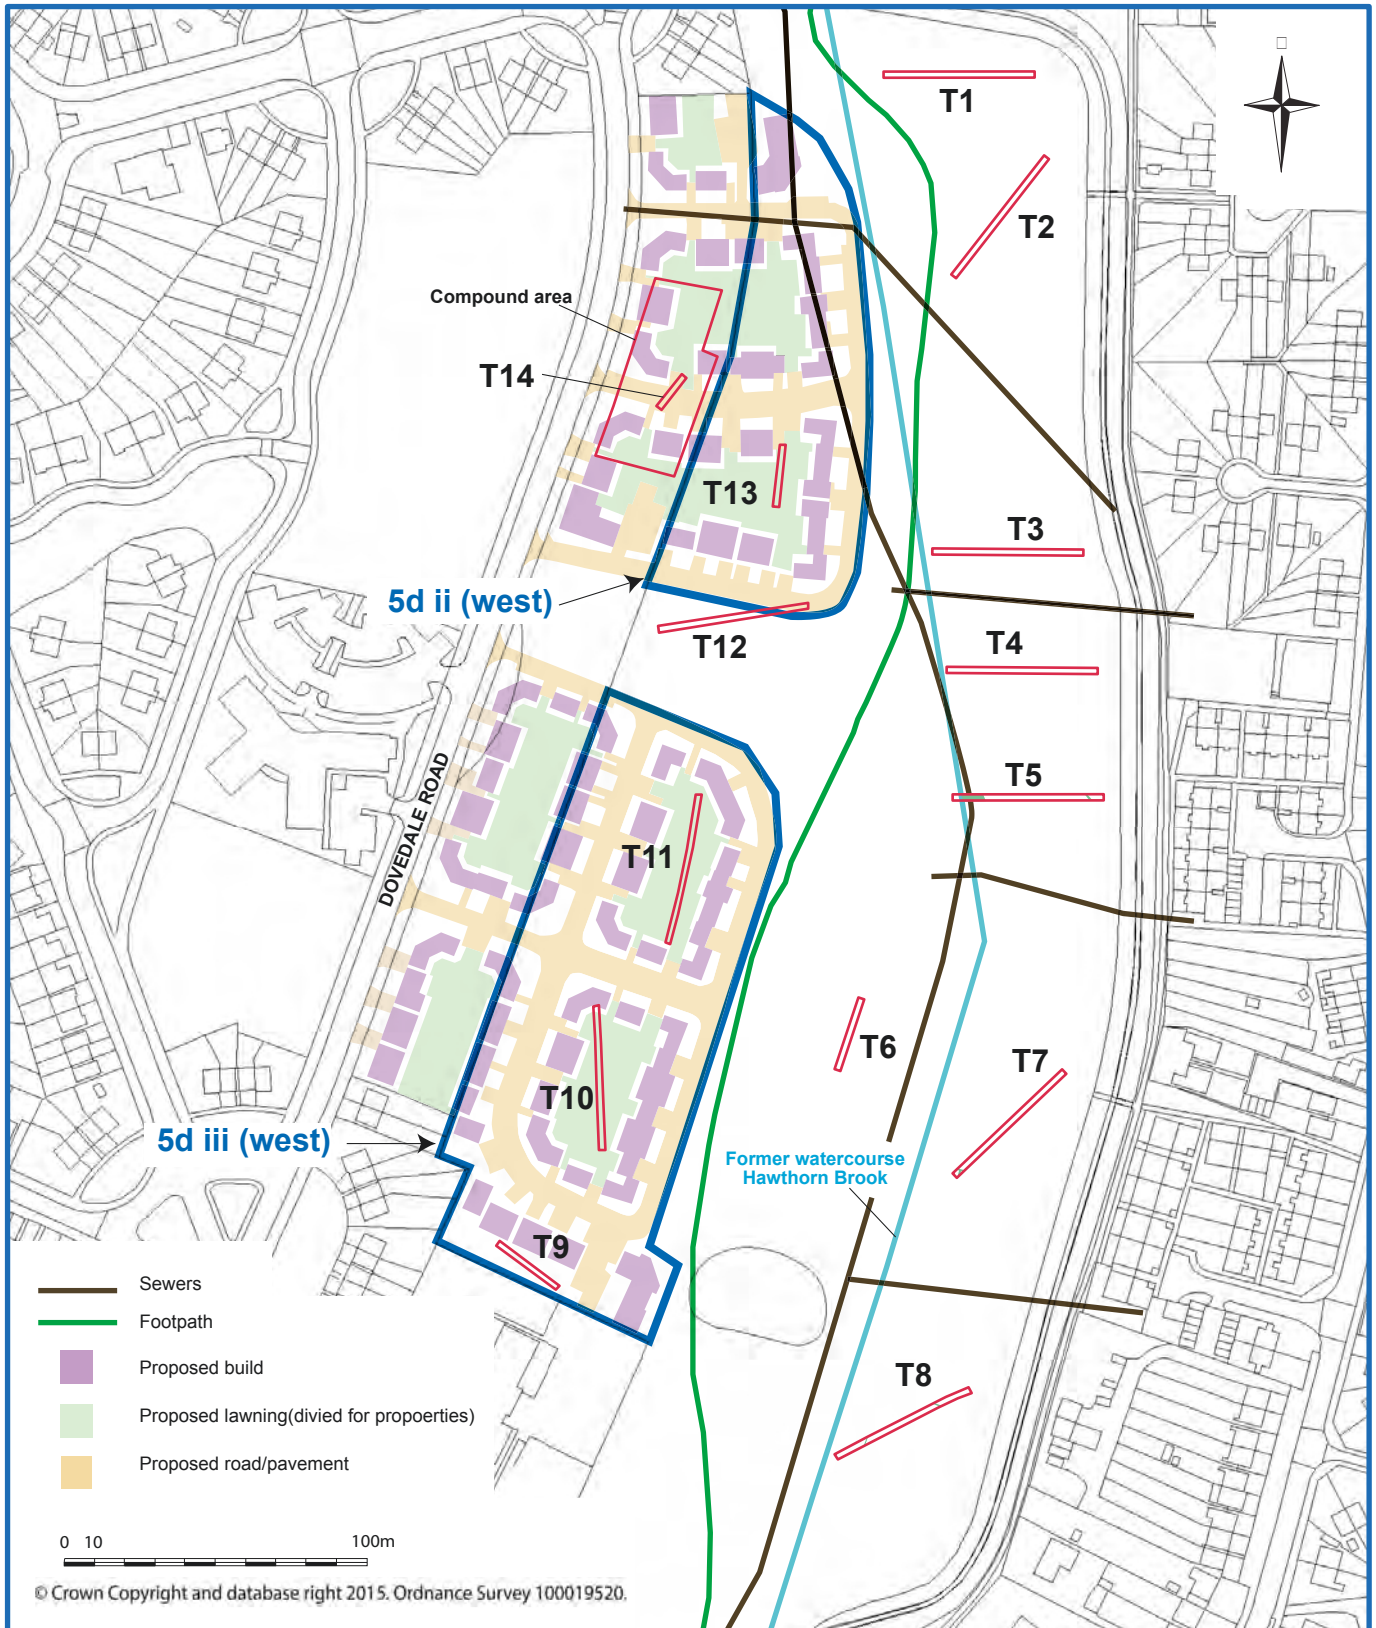 T1
T2
Compound area
T14
T13
T3
5d ii (west)
T12
T4
T5
DOVEDALE ROAD
T11
T6
T7
T10
5d iii (west)
Former watercourse
Hawthorn Brook
T9
Sewers
Footpath
Proposed build
T8
Proposed lawning(divied for propoerties)
Proposed road/pavement
0 10 100m
© Crown Copyright and database right 2015. Ordnance Survey 100019520.